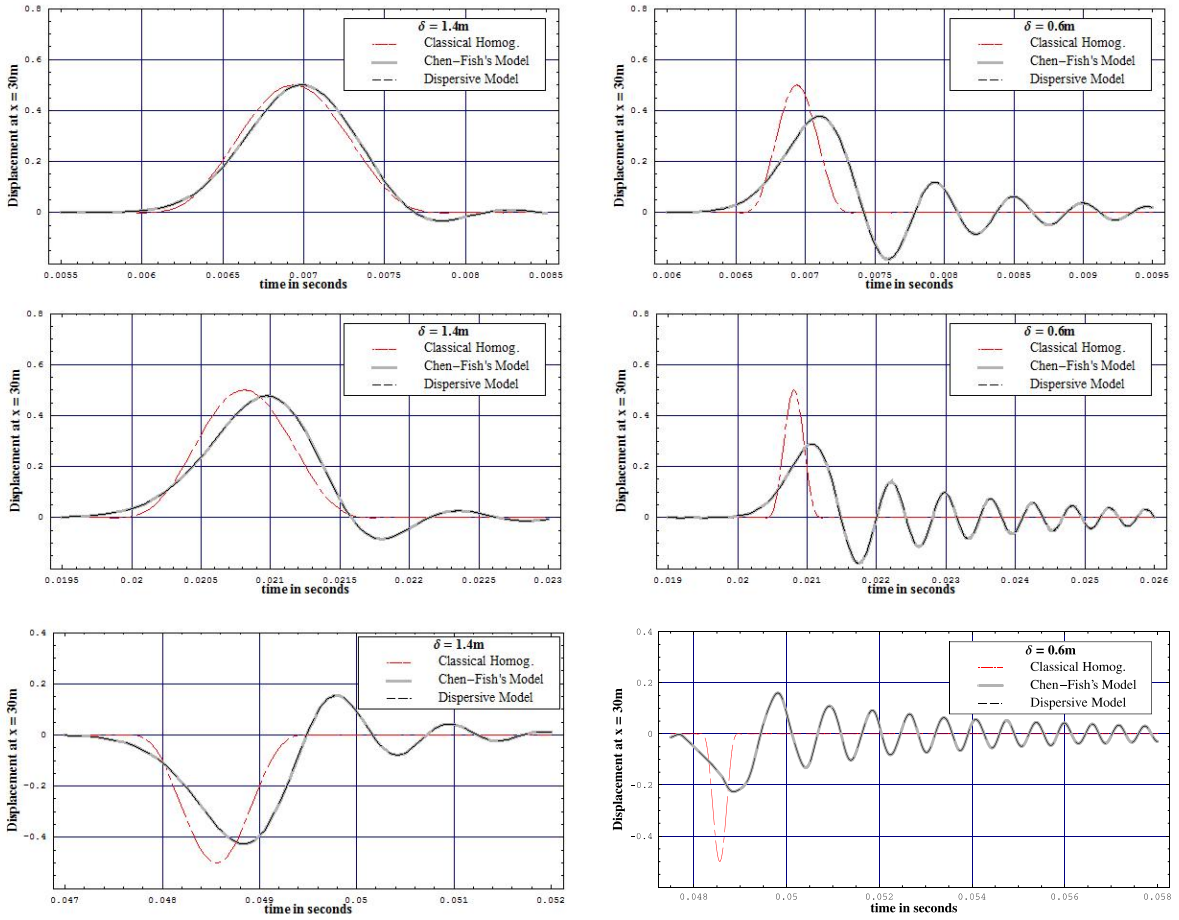 0.8
δ = 1.4m
Classical Homog.
Chen−Fish's Model
Dispersive Model
0.6
0.4
0.2
0
Displacement at x = 30m
0.0055 0.006 0.0065 0.007 0.0075 0.008 0.0085
time in seconds
0.8
δ = 0.6m
Classical Homog.
Chen−Fish's Model
Dispersive Model
0.6
0.4
0.2
0
Displacement at x = 30m
0.006 0.0065 0.007 0.0075 0.008 0.0085 0.009 0.0095
time in seconds
0.8
δ = 1.4m
Classical Homog.
Chen−Fish's Model
Dispersive Model
0.6
0.4
0.2
0
Displacement at x = 30m
0.0195 0.02 0.0205 0.021 0.0215 0.022 0.0225 0.023
time in seconds
0.8
δ = 0.6m
Classical Homog.
Chen−Fish's Model
Dispersive Model
0.6
0.4
0.2
0
Displacement at x = 30m
0.019 0.02 0.021 0.022 0.023 0.024 0.025 0.026
time in seconds
0.4
δ = 1.4m
Classical Homog.
Chen−Fish's Model
Dispersive Model
0.2
0
-0.2
-0.4
Displacement at x = 30m
0.047 0.048 0.049 0.05 0.051 0.052
time in seconds
0.4
δ = 0.6m
Classical Homog.
Chen−Fish's Model
Dispersive Model
0.2
0
-0.2
-0.4
Displacement at x = 30m
0.048 0.05 0.052 0.054 0.056 0.058
time in seconds